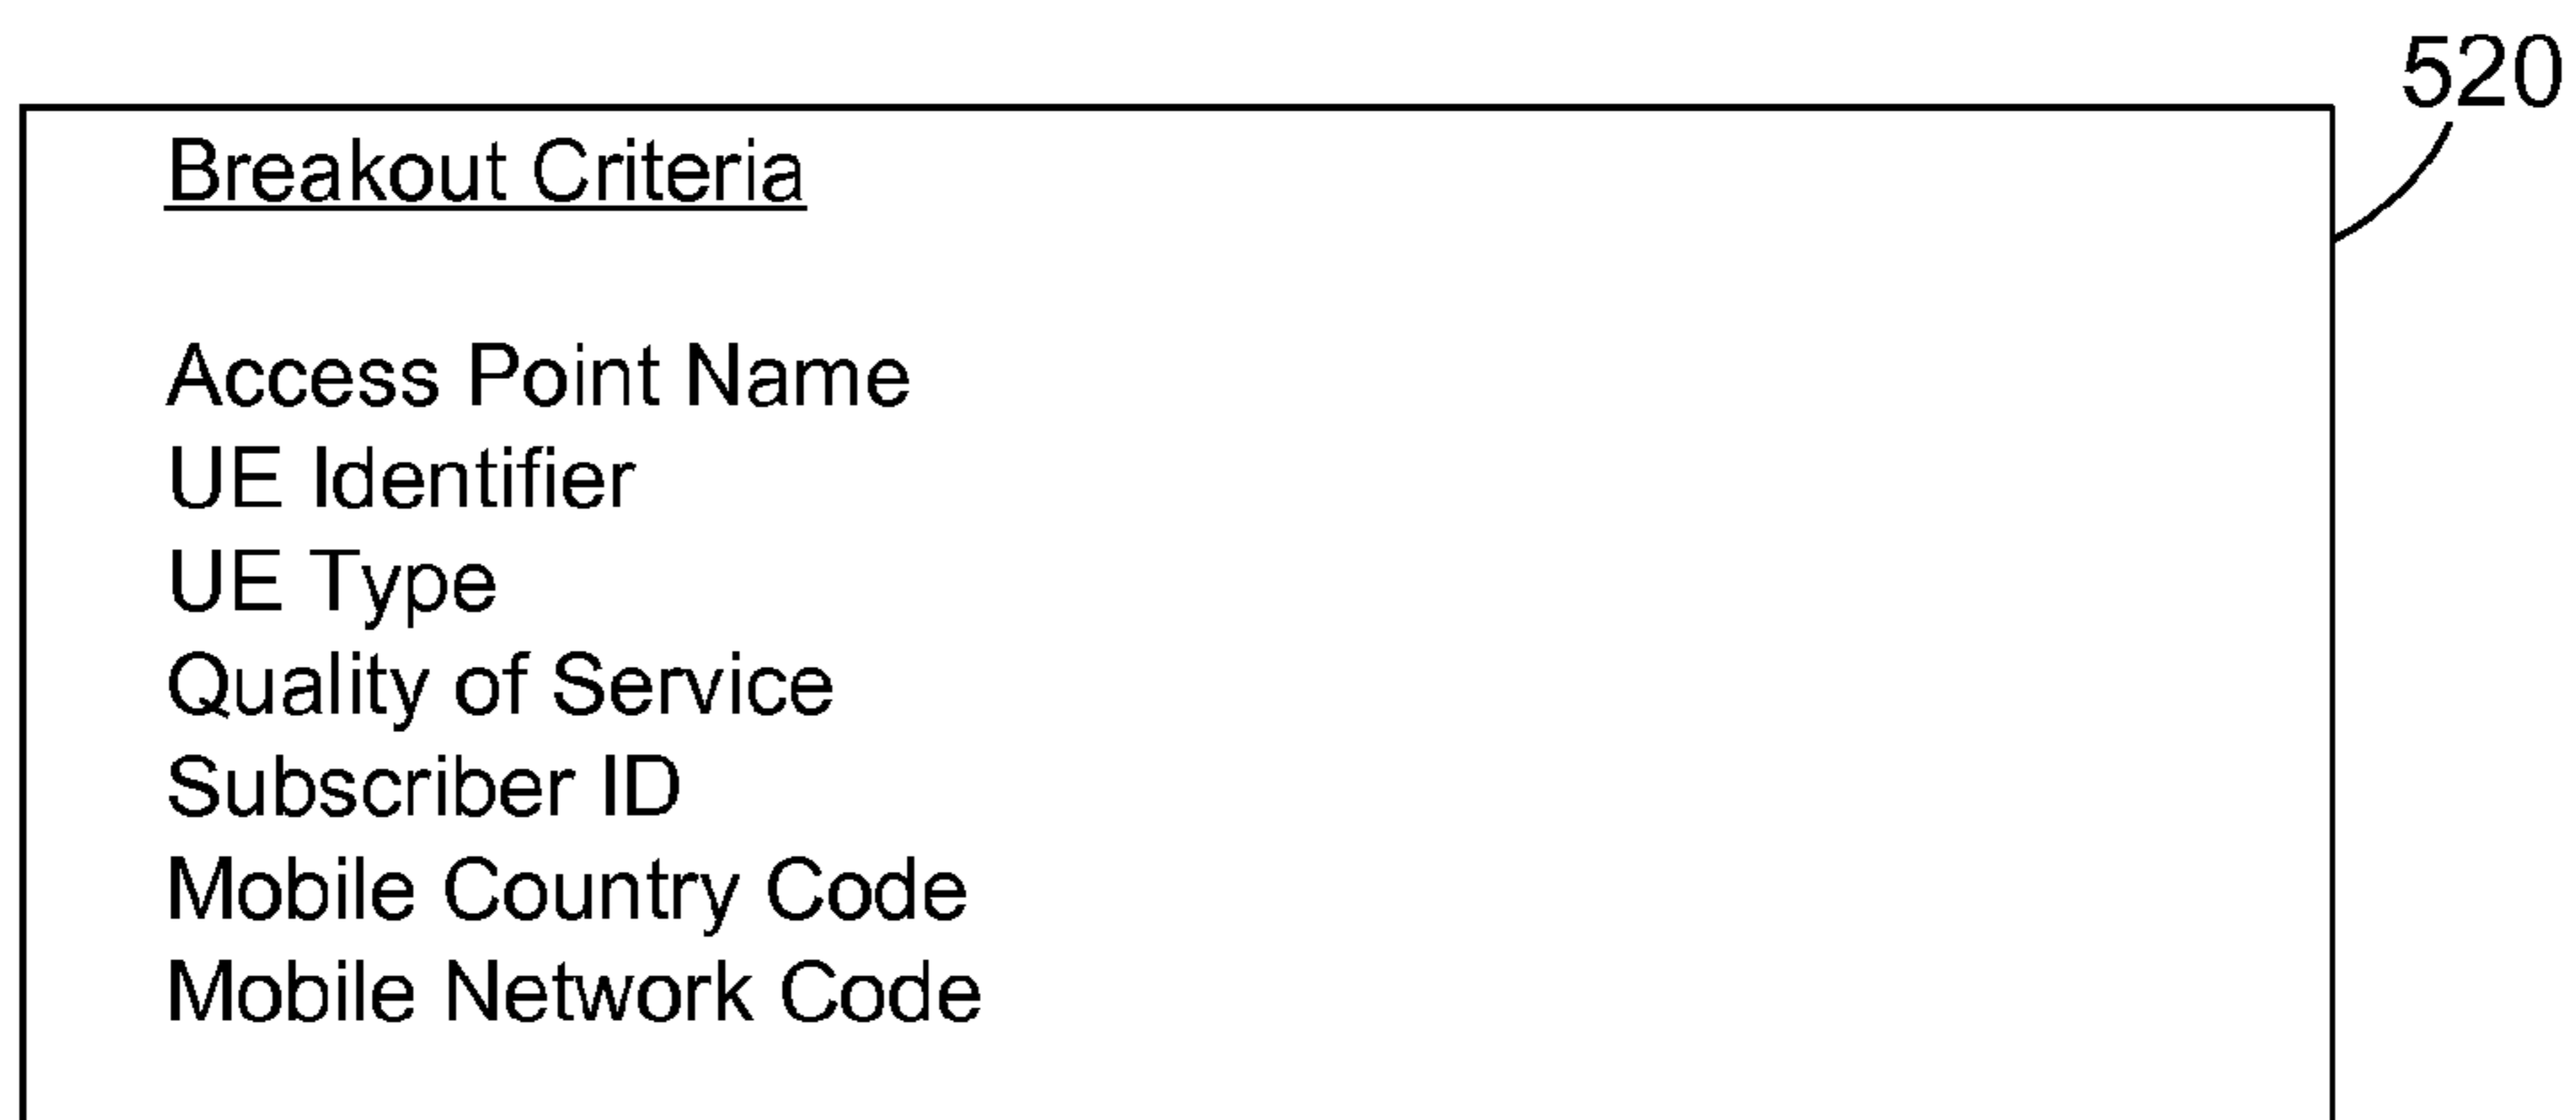 520
Breakout Criteria
Access Point Name
UE Identifier
UE Type
Quality of Service
Subscriber ID
Mobile Country Code
Mobile Network Code